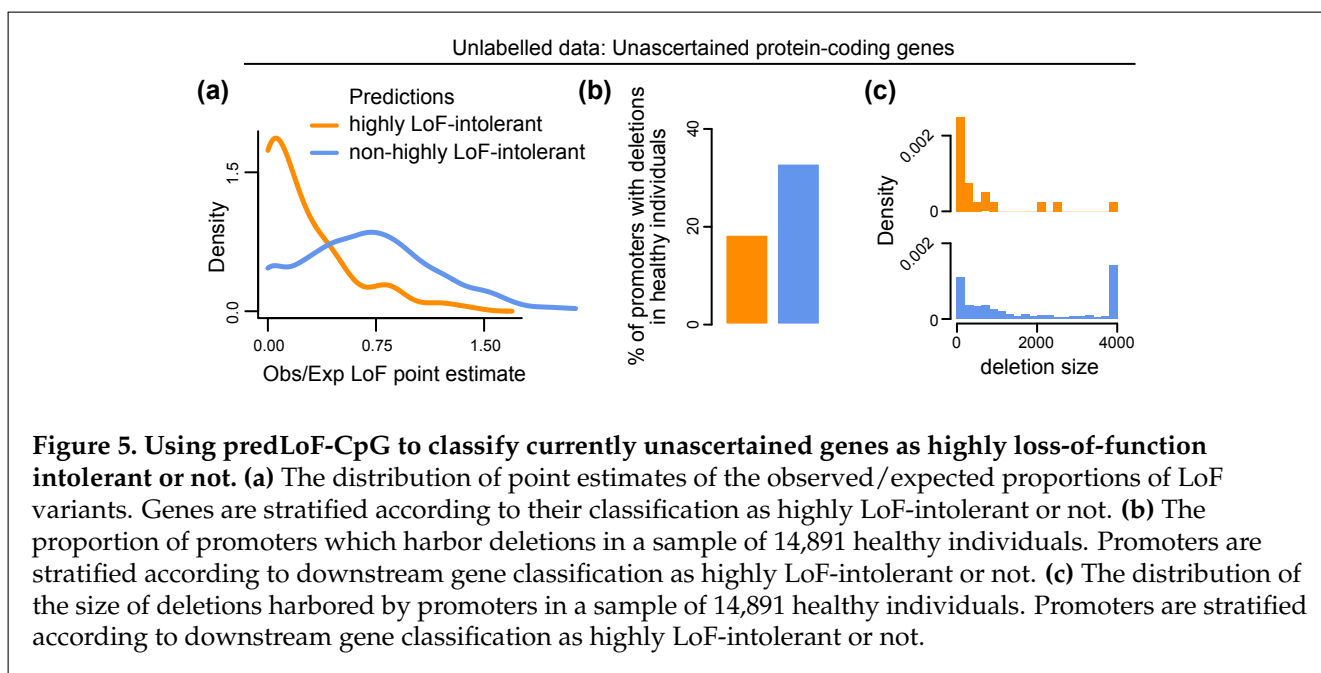 Unlabelled data: Unascertained protein-coding genes
(a)
Predictions
highly LoF-intolerant
non-highly LoF-intolerant
Density
1.5
0.0
0.00 0.75 1.50
Obs/Exp LoF point estimate
(b)
% of promoters with deletions
in healthy individuals
40
20
0
(c)
Density
0.002
0
0.002
0
0 2000 4000
deletion size
Figure 5. Using predLoF-CpG to classify currently unascertained genes as highly loss-of-function
intolerant or not. (a) The distribution of point estimates of the observed/expected proportions of LoF
variants. Genes are stratified according to their classification as highly LoF-intolerant or not. (b) The
proportion of promoters which harbor deletions in a sample of 14,891 healthy individuals. Promoters are
stratified according to downstream gene classification as highly LoF-intolerant or not. (c) The distribution of
the size of deletions harbored by promoters in a sample of 14,891 healthy individuals. Promoters are stratified
according to downstream gene classification as highly LoF-intolerant or not.